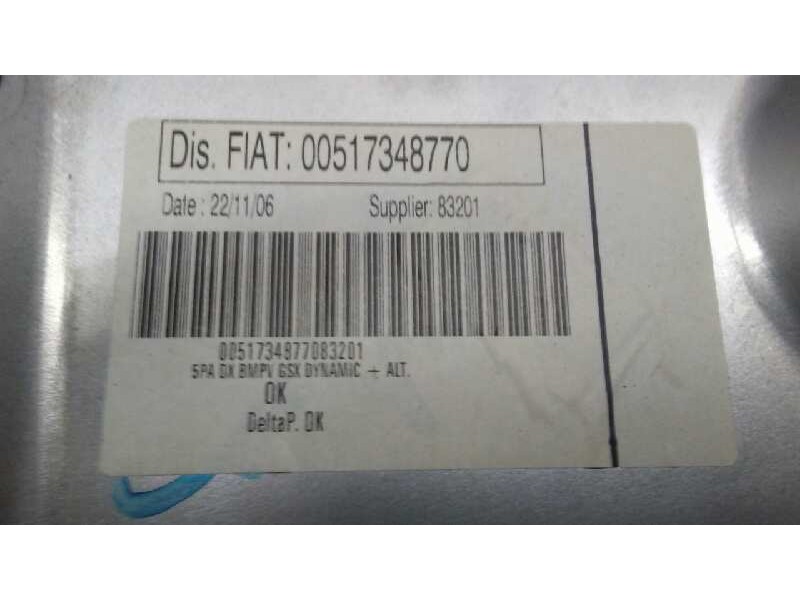 Dis. FIAT: 00517348770
Date : 22/11/06 Supplier: 83201
0051734877083201
5PA DX BMPV GSX DYNAMIC + ALT.
OK
DeltaP. OK